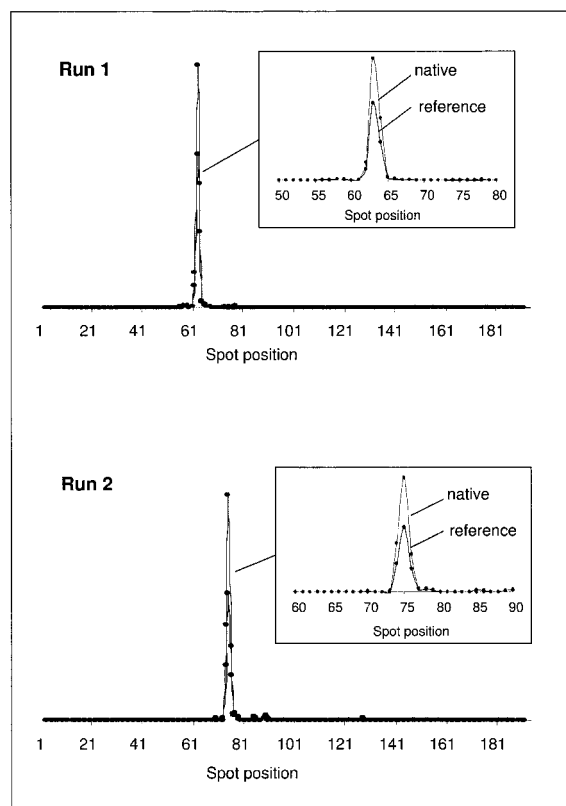 Run 1
native
reference
50 55 60 65 70 75 80
Spot position
1 21 41 61 81 101 121 141 161 181
Spot position
Run 2
native
reference
60 65 70 75 80 85 90
Spot position
1 21 41 61 81 101 121 141 161 181
Spot position